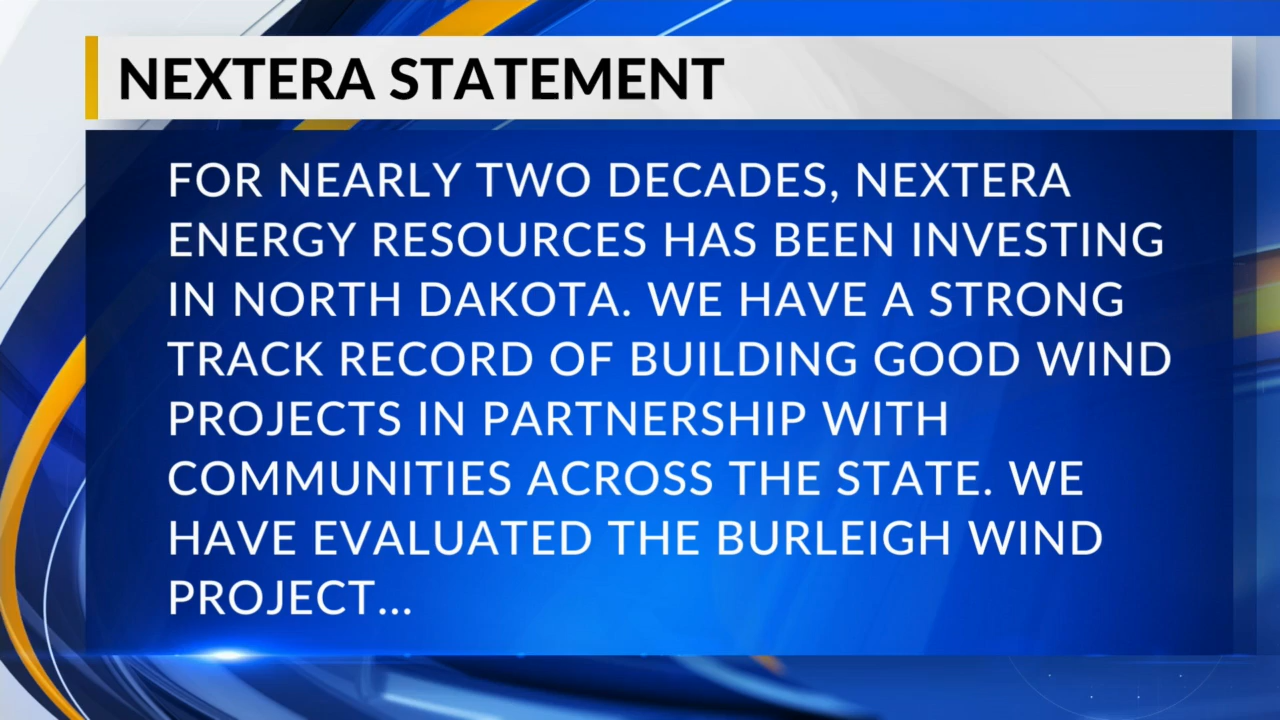 NEXTERA STATEMENT
FOR NEARLY TWO DECADES, NEXTERA
ENERGY RESOURCES HAS BEEN INVESTING
IN NORTH DAKOTA. WE HAVE A STRONG
TRACK RECORD OF BUILDING GOOD WIND
PROJECTS IN PARTNERSHIP WITH
COMMUNITIES ACROSS THE STATE. WE
HAVE EVALUATED THE BURLEIGH WIND
PROJECT...